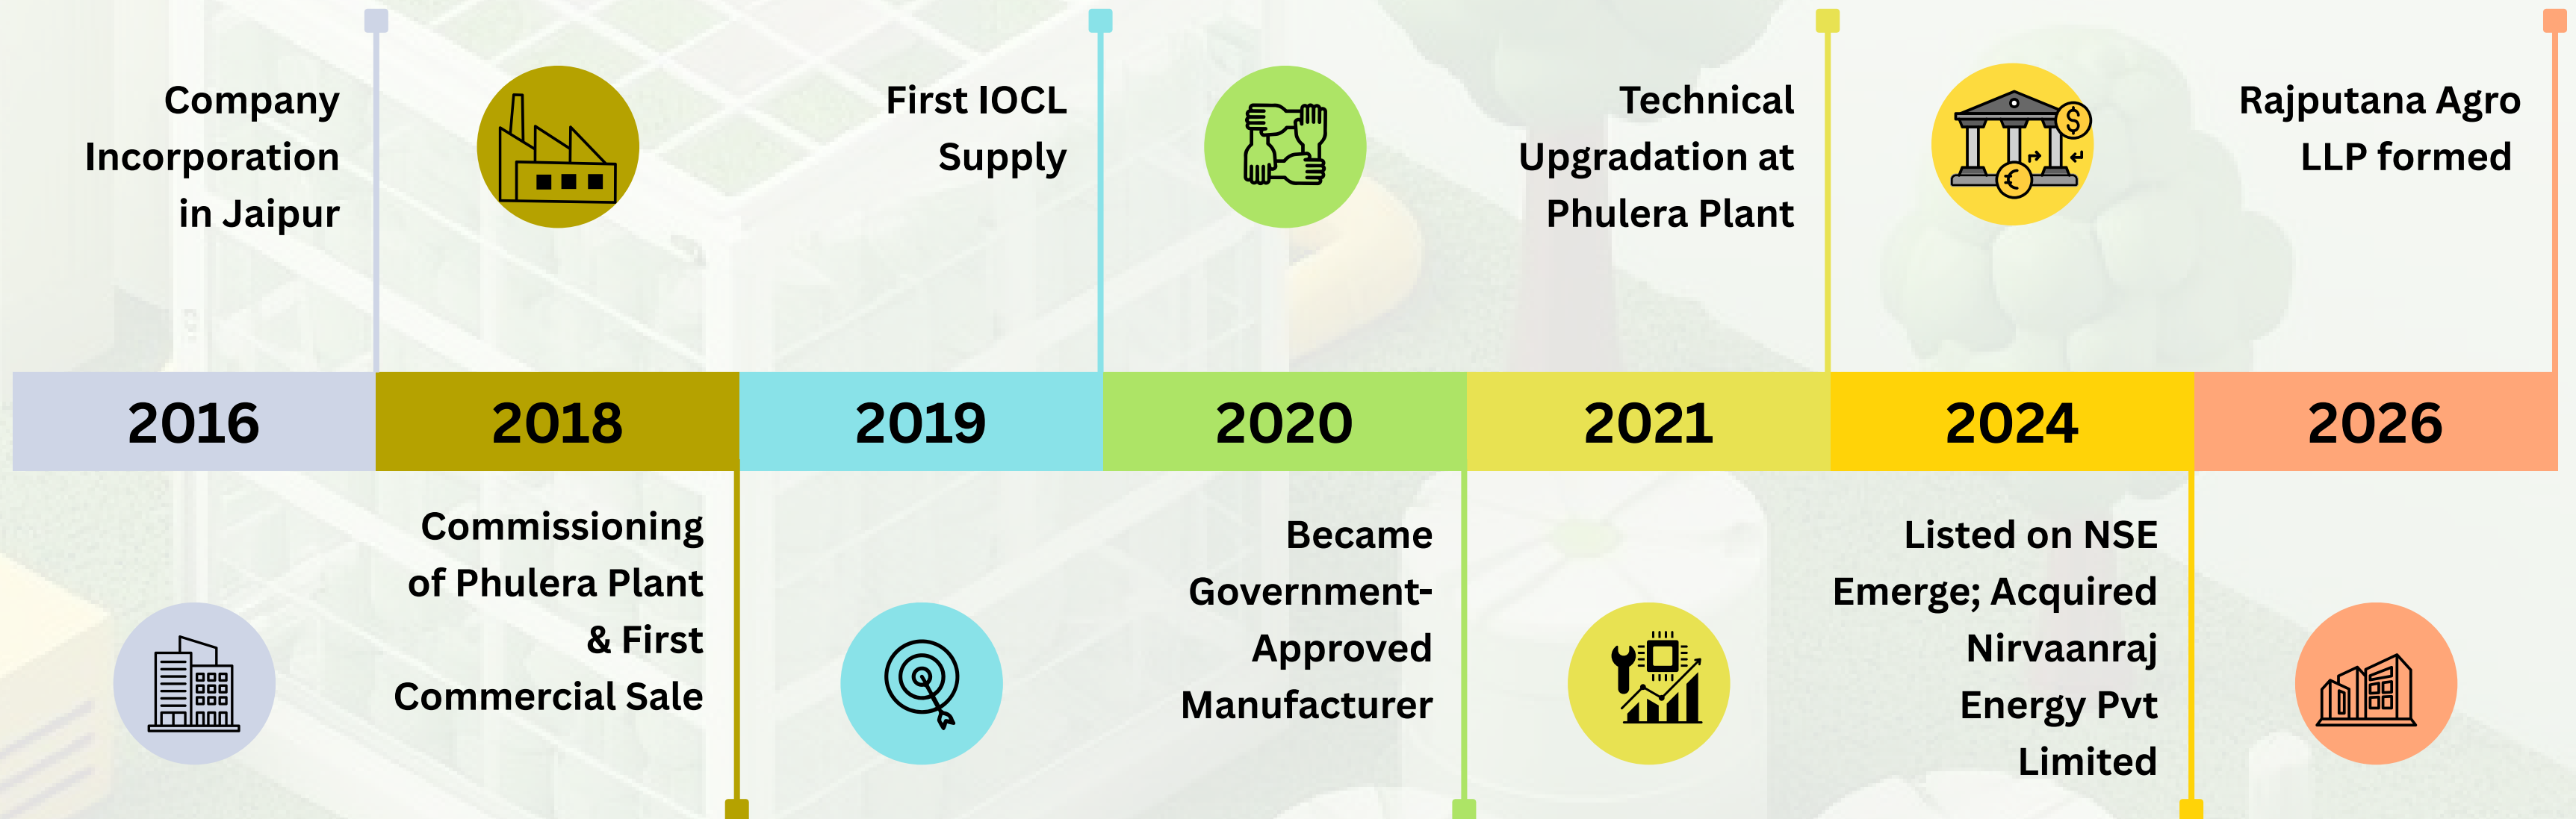 Company
Incorporation
in Jaipur
First IOCL
Supply
Technical
Upgradation at
Phulera Plant
$
€
Rajputana Agro
LLP formed
2016
2018
2019
2020
2021
2024
2026
Commissioning
of Phulera Plant
& First
Commercial Sale
Became
Government-
Approved
Manufacturer
Listed on NSE
Emerge; Acquired
Nirvaanraj
Energy Pvt
Limited